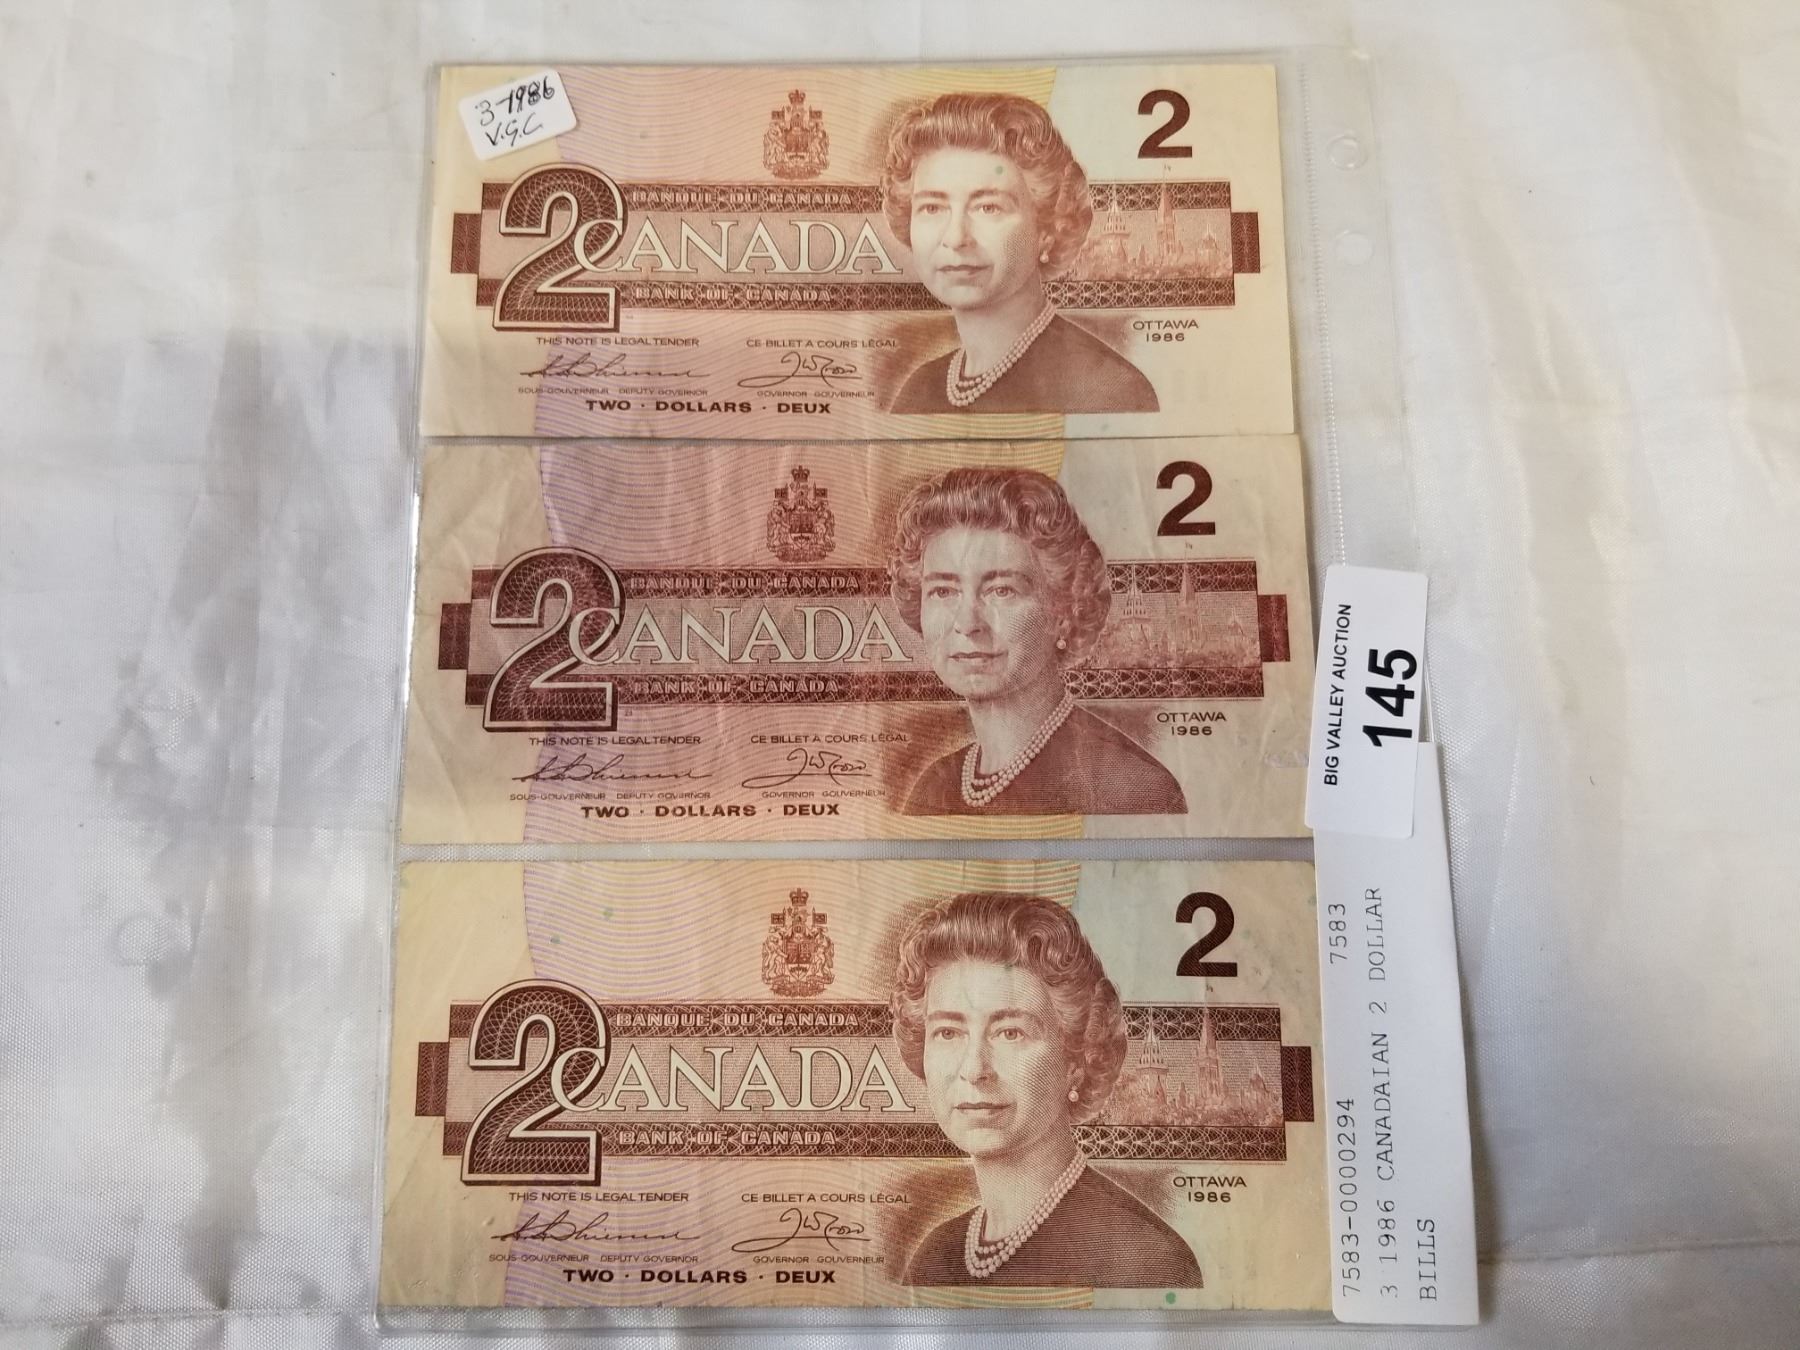 3-1986
V.G.C
2
BANQUE DU CANADA
2
CANADA
BANK OF CANADA
OTTAWA
1986
THIS NOTE IS LEGAL TENDER
CE BILLET A COURS LÉGAL
SOUS-GOUVERNEUR DEPUTY GOVERNOR
GOVERNOR GOUVERNEUR
TWO · DOLLARS · DEUX
2
BANQUE DU CANADA
2
CANADA
BANK OF CANADA
OTTAWA
1986
THIS NOTE IS LEGAL TENDER
CE BILLET A COURS LÉGAL
SOUS-GOUVERNEUR DEPUTY GOVERNOR
GOVERNOR GOUVERNEUR
TWO · DOLLARS · DEUX
2
BANQUE DU CANADA
2
CANADA
BANK OF CANADA
OTTAWA
1986
THIS NOTE IS LEGAL TENDER
CE BILLET A COURS LÉGAL
SOUS-GOUVERNEUR DEPUTY GOVERNOR
GOVERNOR GOUVERNEUR
TWO · DOLLARS · DEUX
BIG VALLEY AUCTION
145
7583-0000294 7583
3 1986 CANADAIAN 2 DOLLAR
BILLS